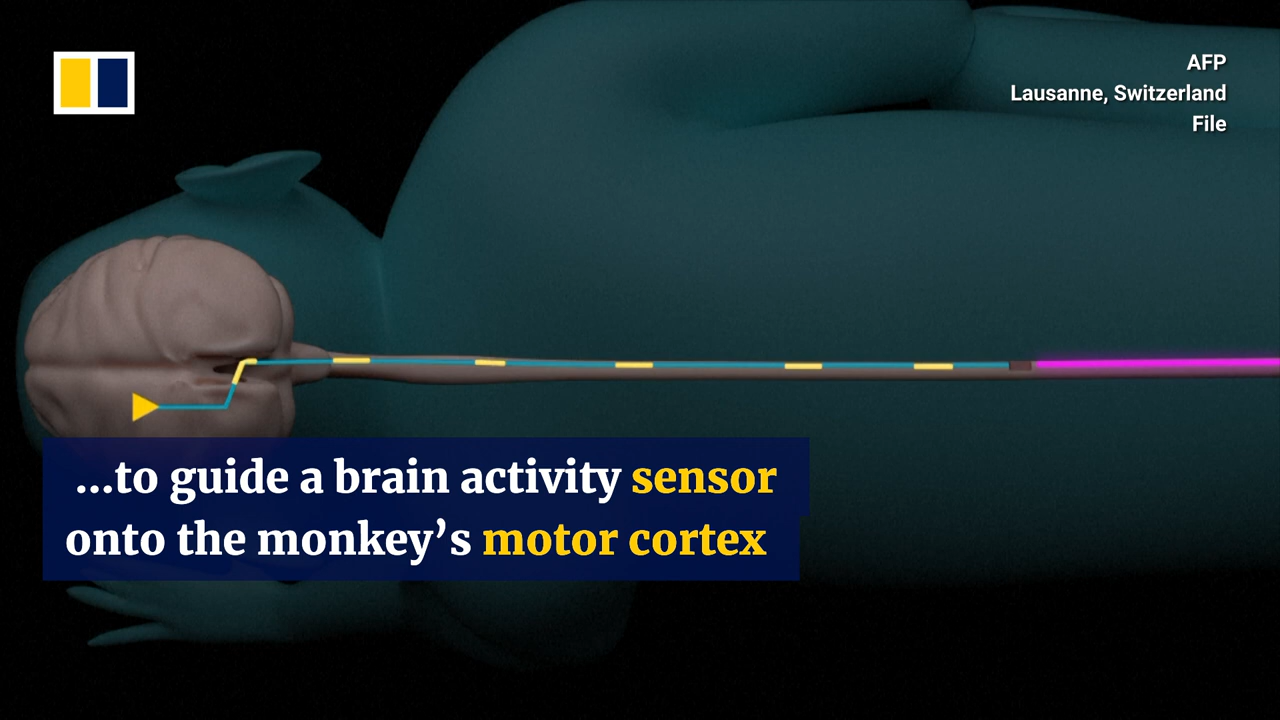 AFP
Lausanne, Switzerland
File
...to guide a brain activity sensor
onto the monkey’s motor cortex